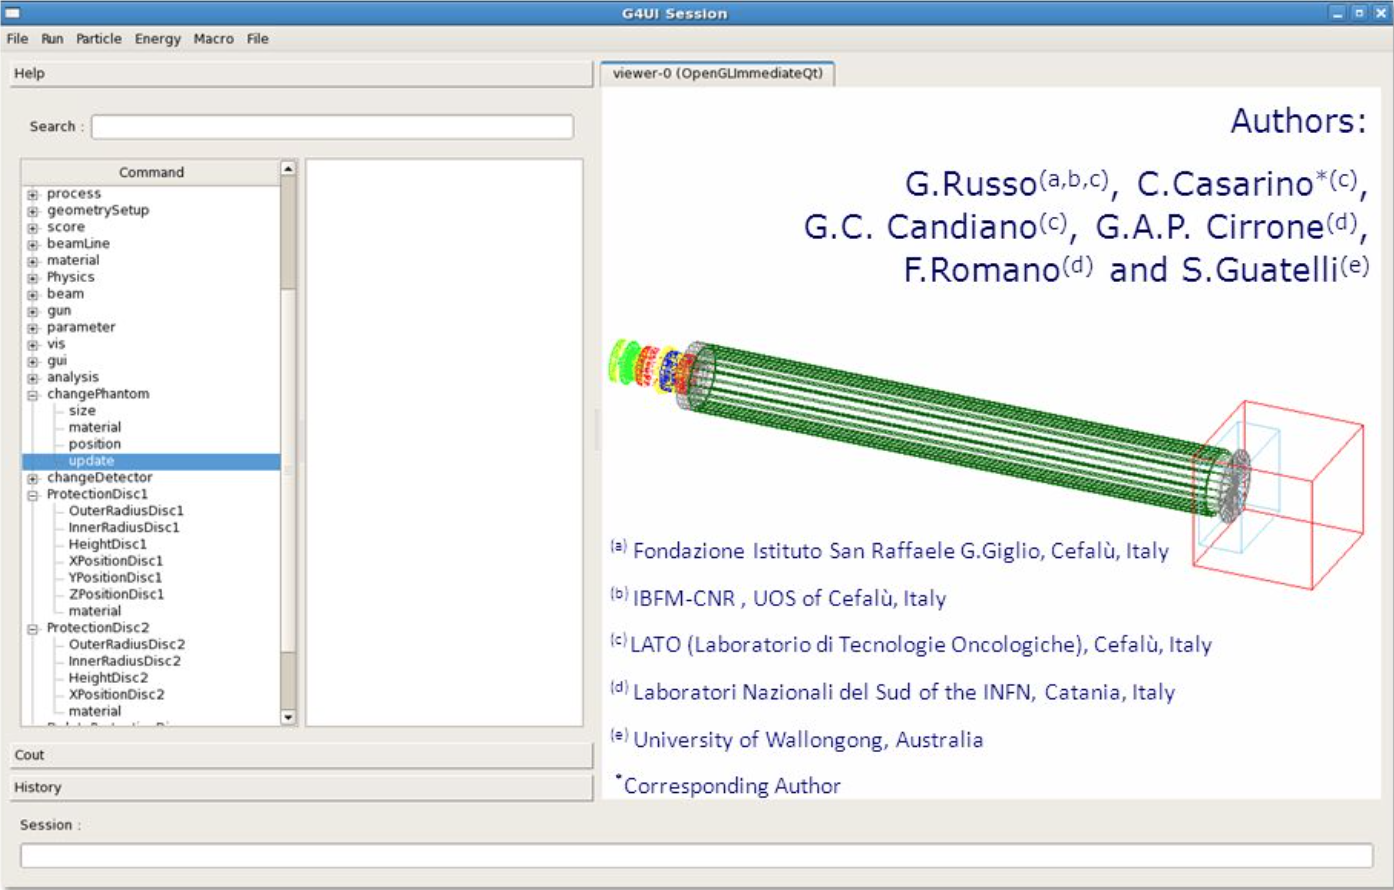 G4UI Session
File Run Particle Energy Macro File
Help
Search :
Command
process
geometrySetup
score
beamLine
material
Physics
beam
gun
parameter
vis
gui
analysis
changePhantom
size
material
position
update
changeDetector
ProtectionDisc1
OuterRadiusDisc1
InnerRadiusDisc1
HeightDisc1
XPositionDisc1
YPositionDisc1
ZPositionDisc1
material
ProtectionDisc2
OuterRadiusDisc2
InnerRadiusDisc2
HeightDisc2
XPositionDisc2
material
Cout
History
Session :
viewer-0 (OpenGLImmediateQt)
Authors:
G.Russo(a,b,c), C.Casarino*(c),
G.C. Candiano(c), G.A.P. Cirrone(d),
F.Romano(d) and S.Guatelli(e)
(a) Fondazione Istituto San Raffaele G.Giglio, Cefalù, Italy
(b) IBFM-CNR , UOS of Cefalù, Italy
(c) LATO (Laboratorio di Tecnologie Oncologiche), Cefalù, Italy
(d) Laboratori Nazionali del Sud of the INFN, Catania, Italy
(e) University of Wallongong, Australia
*Corresponding Author